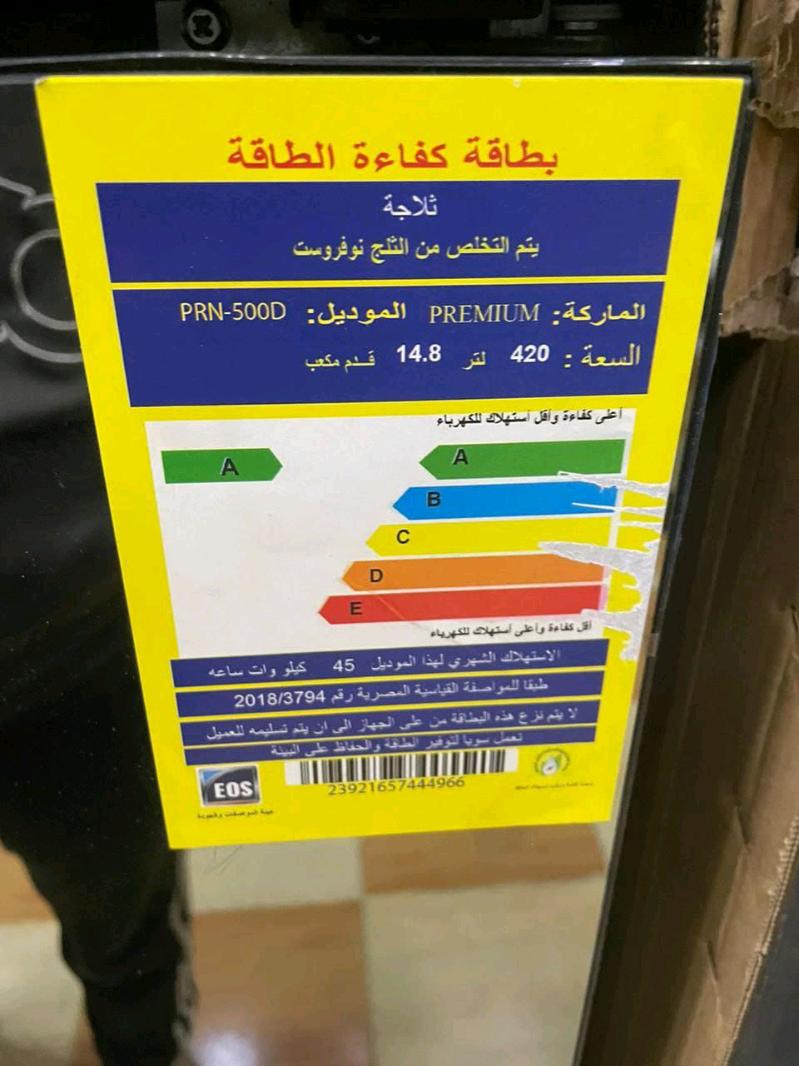 بطاقة كفاءة الطاقة
ثلاجة
يتم التخلص من الثلج نوفروست
الماركة: PREMIUM الموديل: PRN-500D
السعة : 420 لتر 14.8 قدم مكعب
أعلى كفاءة وأقل أستهلاك للكهرباء
A A
B
C
D
E
أقل كفاءة وأعلى أستهلاك للكهرباء
الاستهلاك الشهري لهذا الموديل 45 كيلو وات ساعه
طبقا للمواصفة القياسية المصرية رقم 2018/3794
لا يتم نزع هذه البطاقة من على الجهاز الى ان يتم تسليمه للعميل
نعمل سويا لتوفير الطاقة والحفاظ على البيئة
EOS
23921657444966